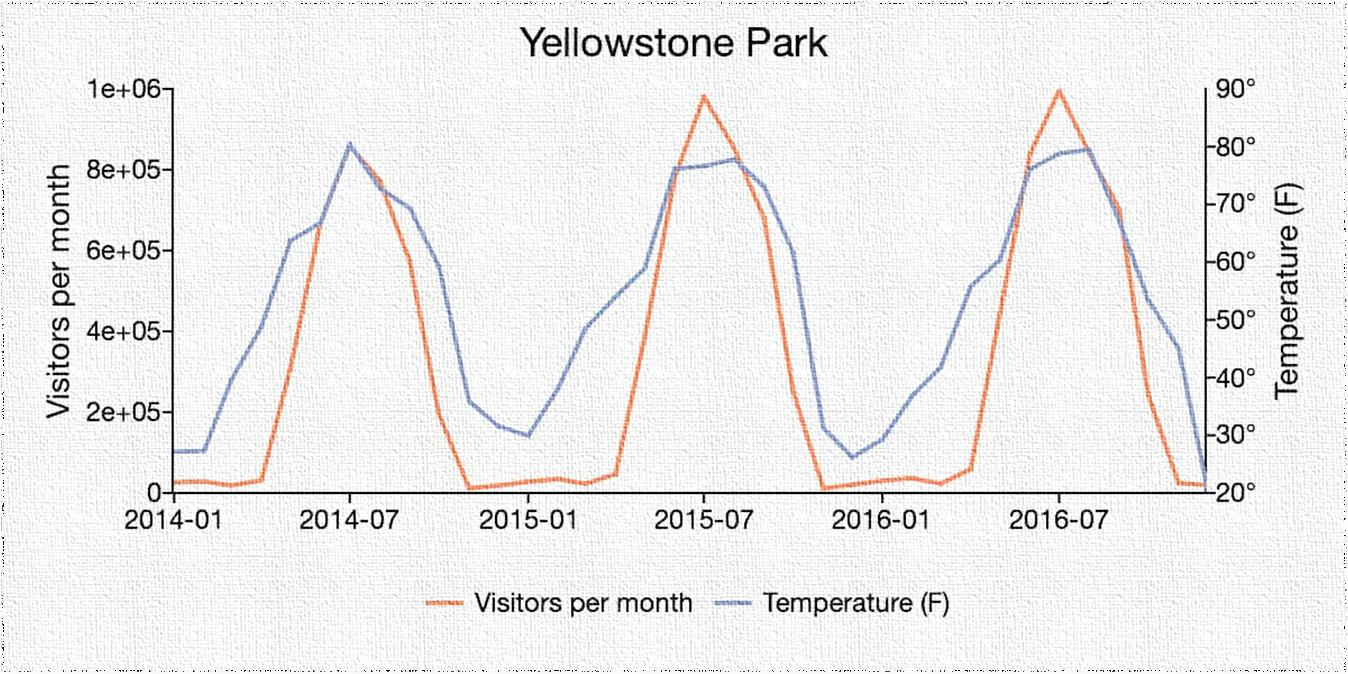 Yellowstone Park
Visitors per month
1e+06
8e+05
6e+05
4e+05
2e+05
0
90°
80°
70°
60°
50°
40°
30°
20°
Temperature (F)
2014-01 2014-07 2015-01 2015-07 2016-01 2016-07
Visitors per month Temperature (F)